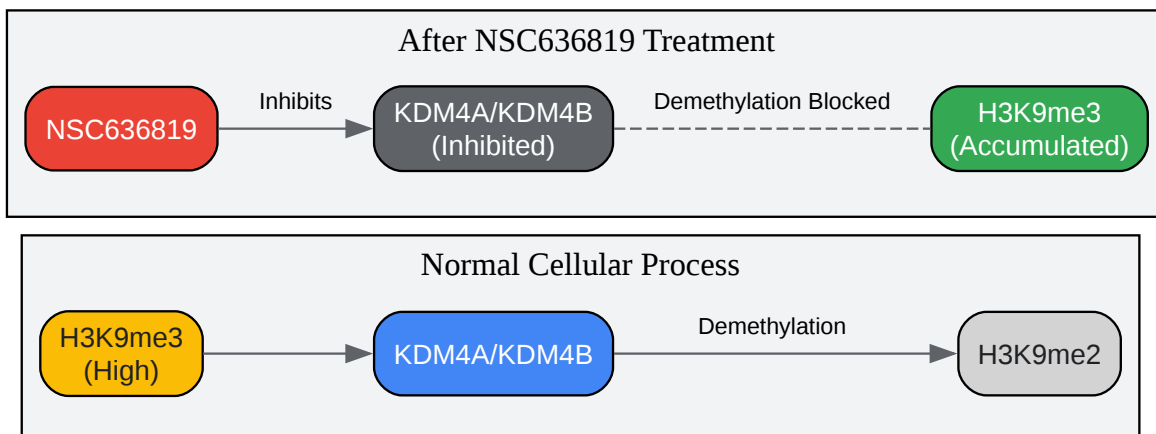 After NSC636819 Treatment
NSC636819
Inhibits
KDM4A/KDM4B
(Inhibited)
Demethylation Blocked
H3K9me3
(Accumulated)
Normal Cellular Process
H3K9me3
(High)
KDM4A/KDM4B
Demethylation
H3K9me2